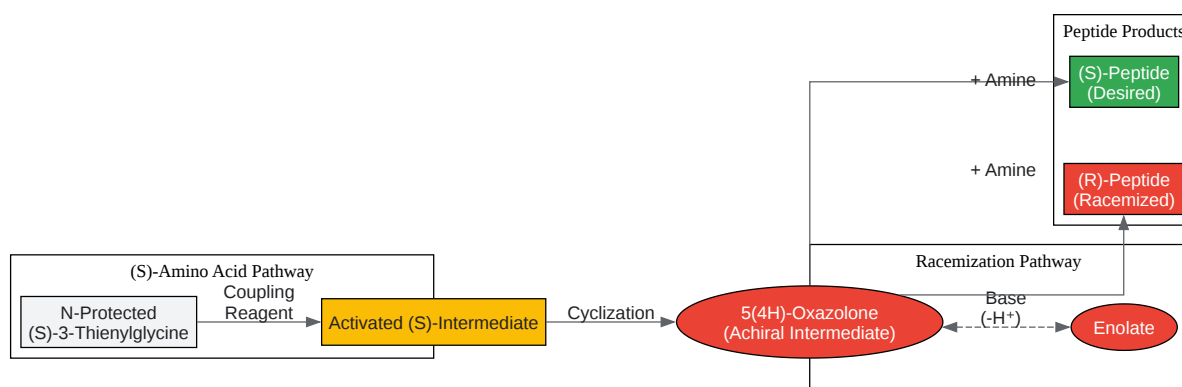 Peptide Products
(S)-Peptide
(Desired)
+ Amine
+ Amine
(R)-Peptide
(Racemized)
(S)-Amino Acid Pathway
Racemization Pathway
N-Protected
(S)-3-Thienylglycine
Coupling
Reagent
Activated (S)-Intermediate
Cyclization
5(4H)-Oxazolone
(Achiral Intermediate)
Base
(-H⁺)
Enolate